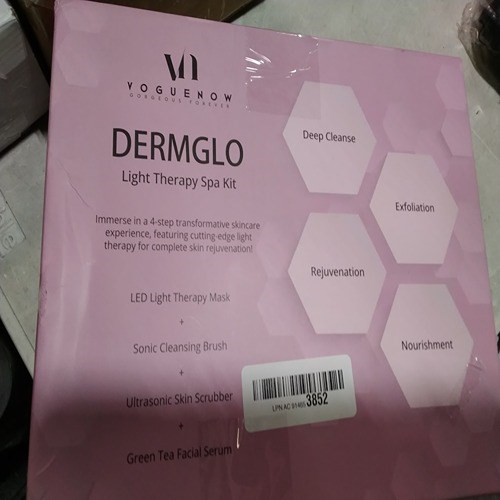 VN
VOGUENOW
GORGEOUS FOREVER
DERMGLO
Light Therapy Spa Kit
Immerse in a 4-step transformative skincare
experience, featuring cutting-edge light
therapy for complete skin rejuvenation!
LED Light Therapy Mask
+
Sonic Cleansing Brush
+
Ultrasonic Skin Scrubber
+
Green Tea Facial Serum
Deep Cleanse
Exfoliation
Rejuvenation
Nourishment
3852